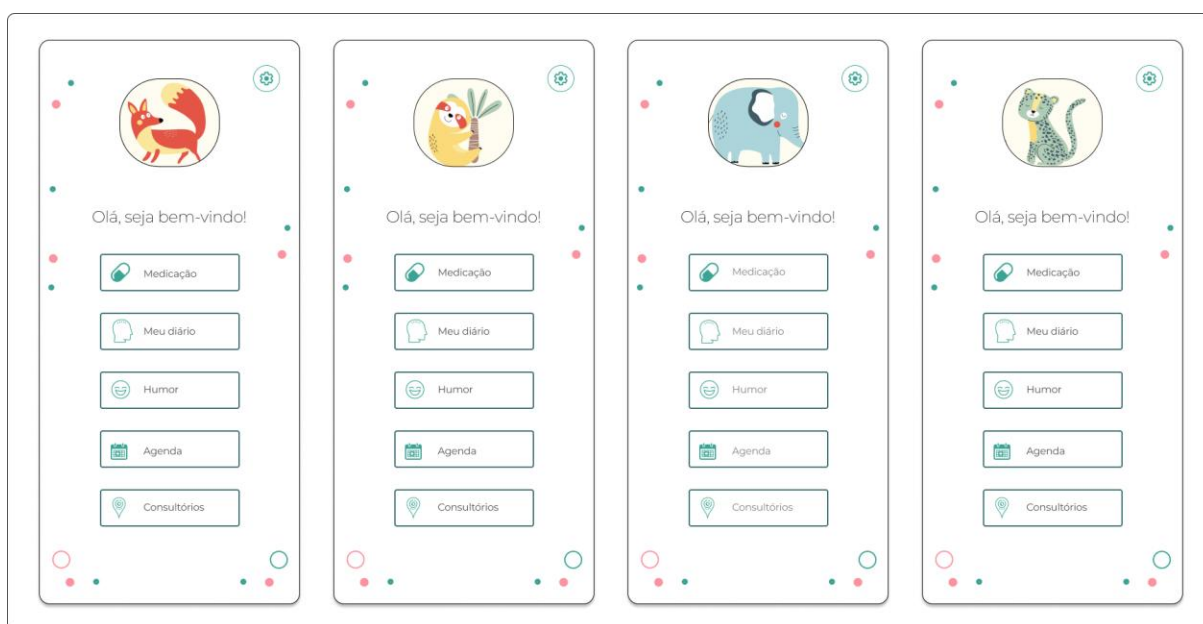 Olá, seja bem-vindo!
Medicação
Meu diário
Humor
Agenda
Consultórios
Olá, seja bem-vindo!
Medicação
Meu diário
Humor
Agenda
Consultórios
Olá, seja bem-vindo!
Medicação
Meu diário
Humor
Agenda
Consultórios
Olá, seja bem-vindo!
Medicação
Meu diário
Humor
Agenda
Consultórios